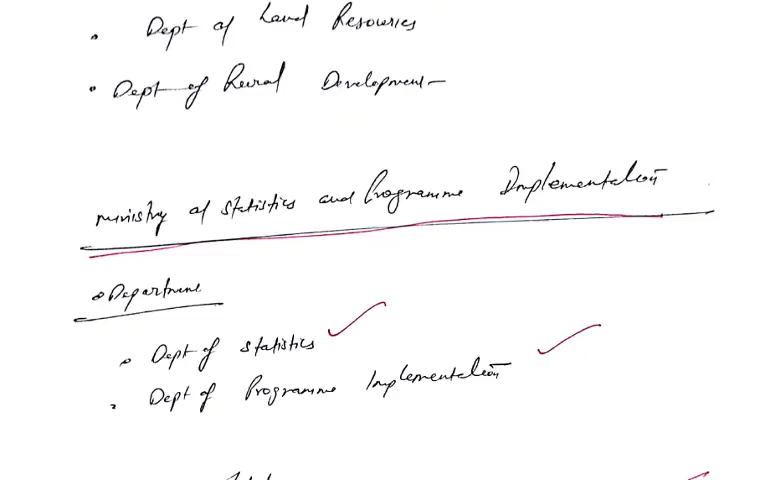 • Dept of Land Resources
• Dept of Rural Development
Ministry of Statistics and Programme Implementation
• Department
• Dept of Statistics
• Dept of Programme Implementation